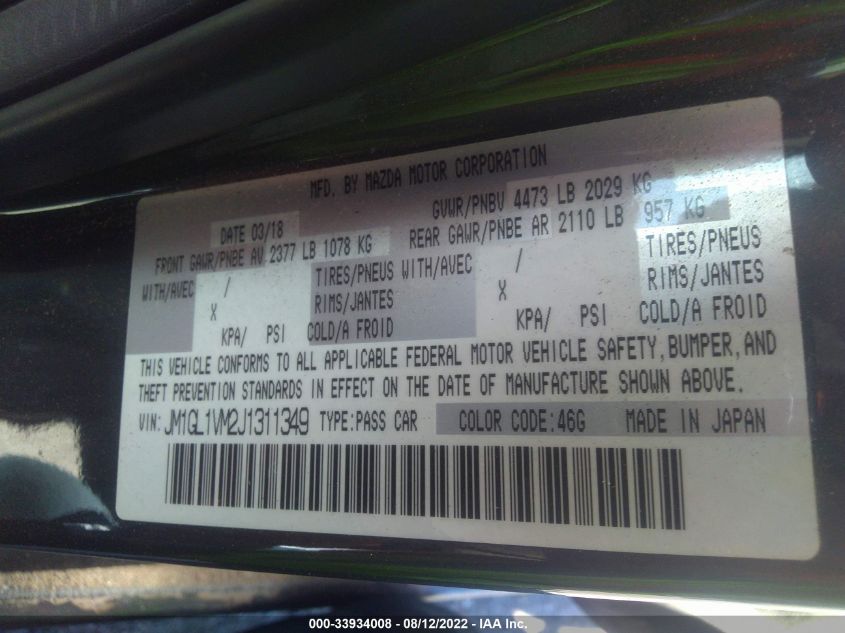 MFD. BY MAZDA MOTOR CORPORATION
DATE 03/18 GVWR/PNBV 4473 LB 2029 KG
FRONT GAWR/PNBE AV 2377 LB 1078 KG REAR GAWR/PNBE AR 2110 LB 957 KG
WITH/AVEC / TIRES/PNEUS WITH/AVEC / TIRES/PNEUS
X RIMS/JANTES X RIMS/JANTES
KPA/ PSI COLD/A FROID KPA/ PSI COLD/A FROID
THIS VEHICLE CONFORMS TO ALL APPLICABLE FEDERAL MOTOR VEHICLE SAFETY, BUMPER, AND
THEFT PREVENTION STANDARDS IN EFFECT ON THE DATE OF MANUFACTURE SHOWN ABOVE.
VIN: JM1GL1VM2J1311349 TYPE:PASS CAR COLOR CODE:46G MADE IN JAPAN
000-33934008 - 08/12/2022 - IAA Inc.